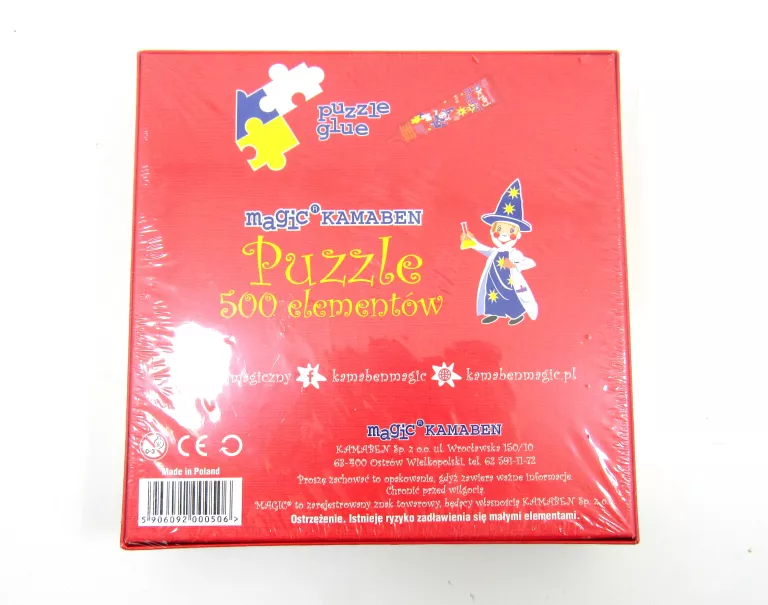 puzzle
glue
magic® KAMABEN
Puzzle
500 elementów
magiczny kamabenmagic kamabenmagic.pl
0-3
CE
magic® KAMABEN
KAMABEN Sp. z o.o. ul. Wrocławska 150/10
63-400 Ostrów Wielkopolski, tel. 62 591-11-72
Proszę zachować to opakowanie, gdyż zawiera ważne informacje
Chronić przed wilgocią.
MAGIC® to zarejestrowany znak towarowy, będący własnością KAMABEN Sp. z o.o.
Ostrzeżenie. Istnieje ryzyko zadławienia się małymi elementami.
Made in Poland
5 906092 000506 >